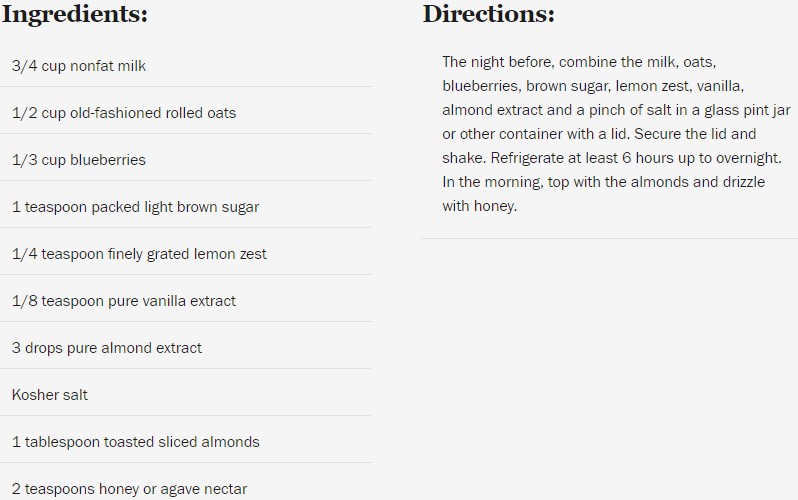 Ingredients:
3/4 cup nonfat milk
1/2 cup old-fashioned rolled oats
1/3 cup blueberries
1 teaspoon packed light brown sugar
1/4 teaspoon finely grated lemon zest
1/8 teaspoon pure vanilla extract
3 drops pure almond extract
Kosher salt
1 tablespoon toasted sliced almonds
2 teaspoons honey or agave nectar
Directions:
The night before, combine the milk, oats,
blueberries, brown sugar, lemon zest, vanilla,
almond extract and a pinch of salt in a glass pint jar
or other container with a lid. Secure the lid and
shake. Refrigerate at least 6 hours up to overnight.
In the morning, top with the almonds and drizzle
with honey.